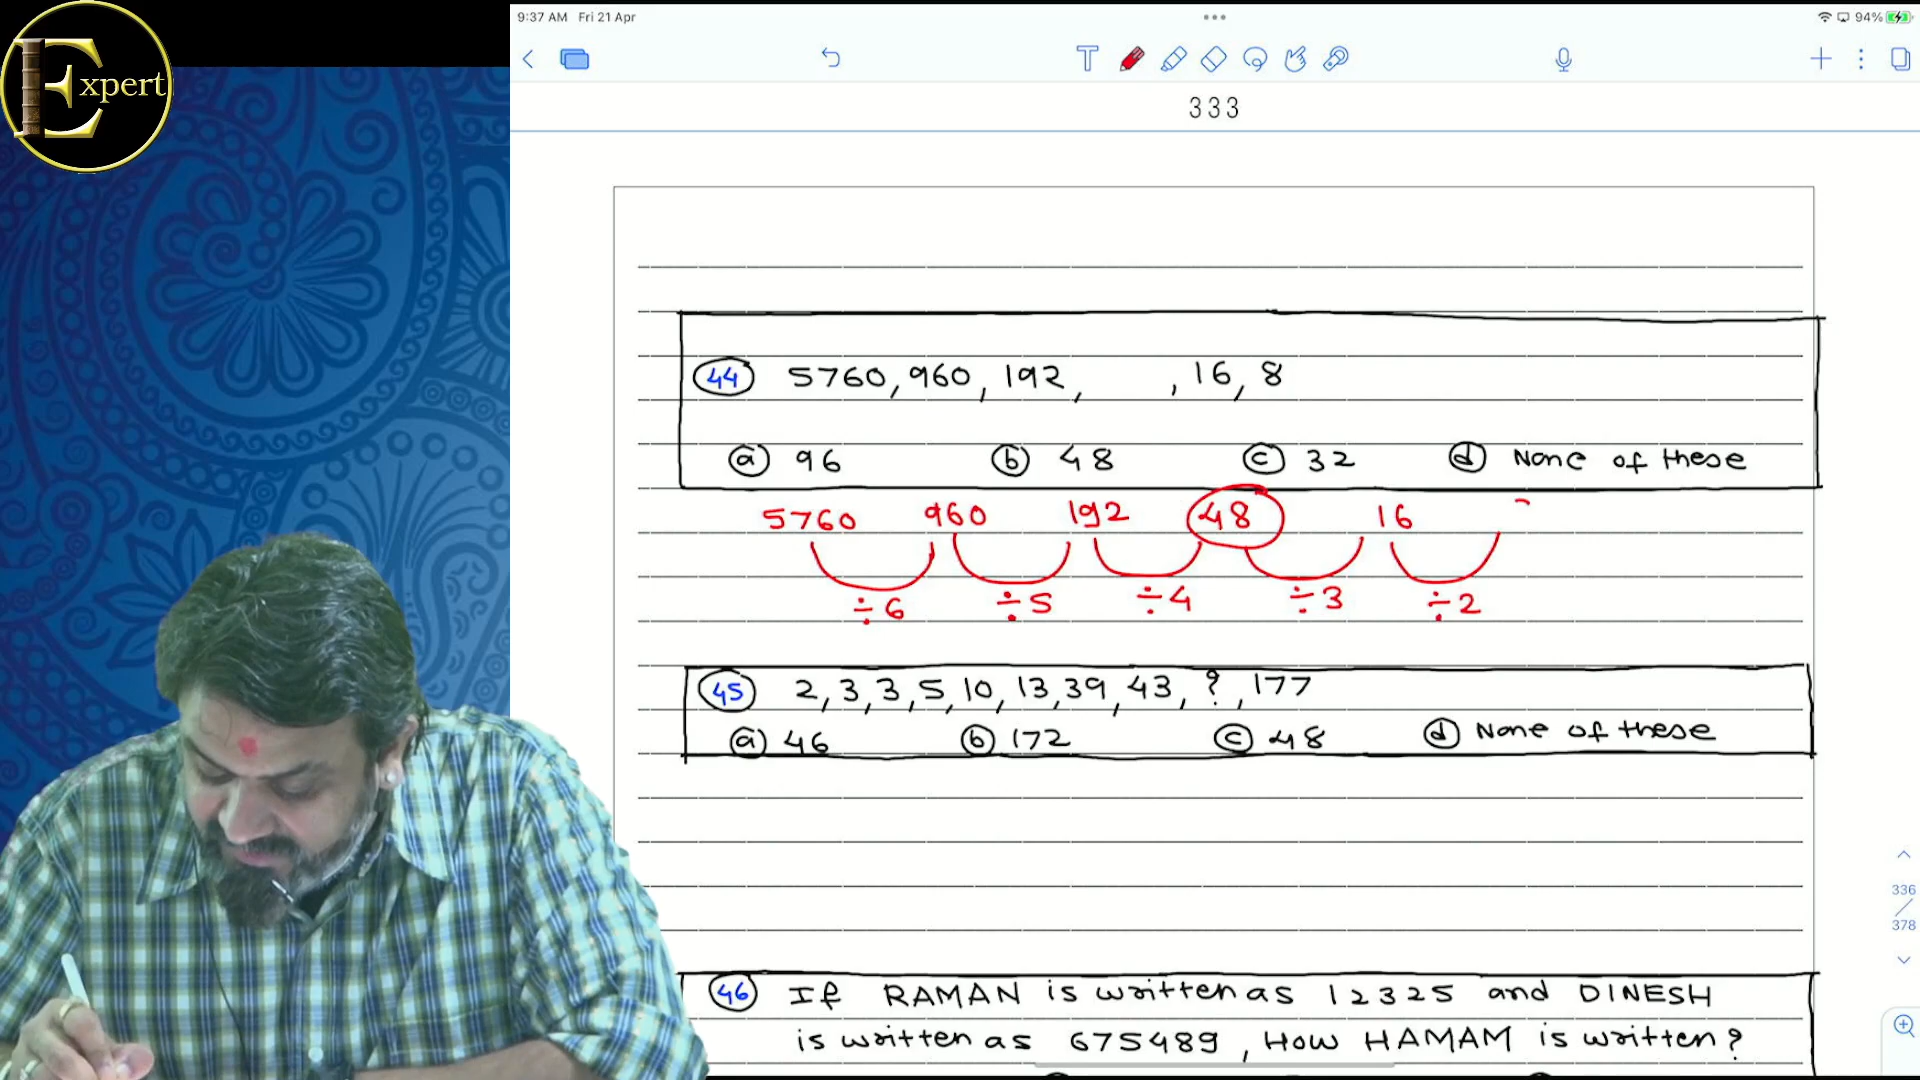 Expert
9:37 AM Fri 21 Apr
94%
333
44 5760, 960, 192, , 16, 8
a 96 b 48 c 32 d None of these
5760 960 192 48 16
÷6 ÷5 ÷4 ÷3 ÷2
45 2, 3, 3, 5, 10, 13, 39, 43, ?, 177
a 46 b 172 c 48 d None of these
336
378
46 If RAMAN is written as 12325 and DINESH
is written as 675489, How HAMAM is written?